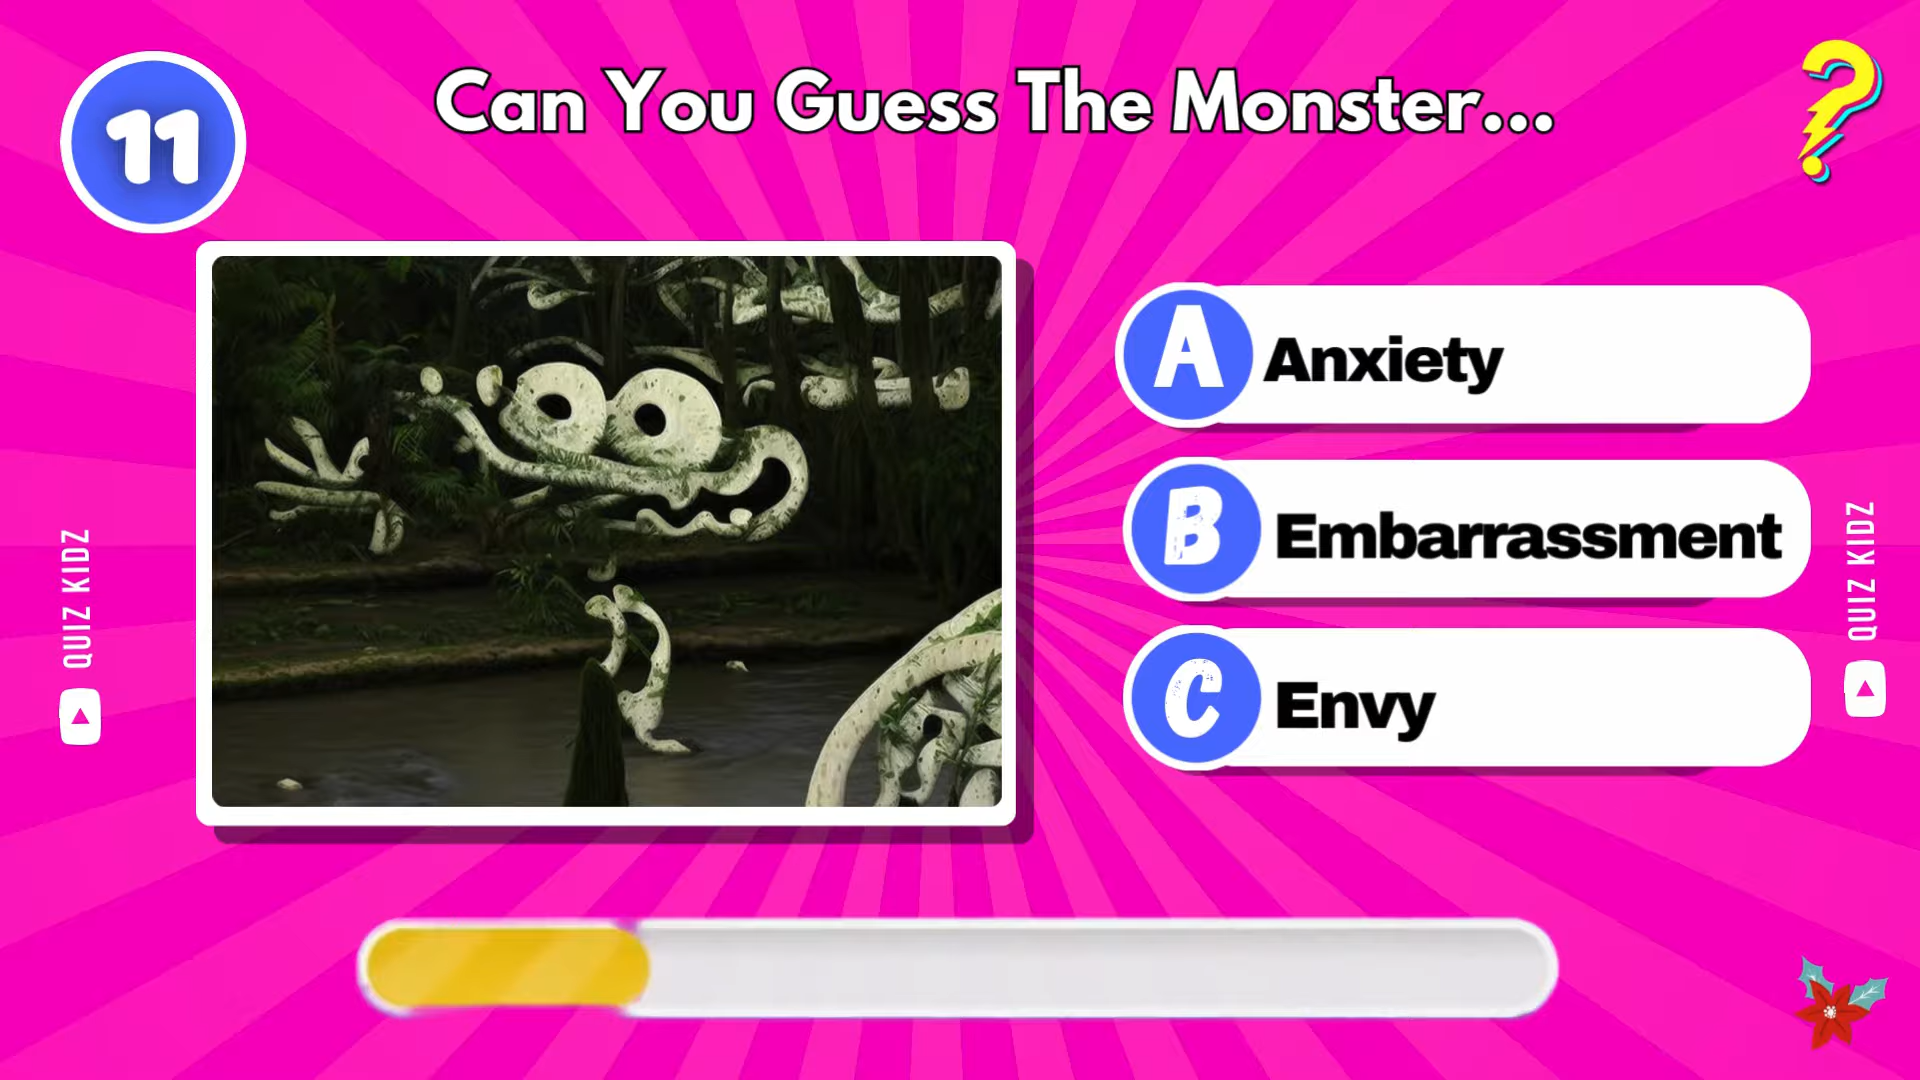 11
Can You Guess The Monster...
A Anxiety
B Embarrassment
C Envy
QUIZ KIDZ
QUIZ KIDZ